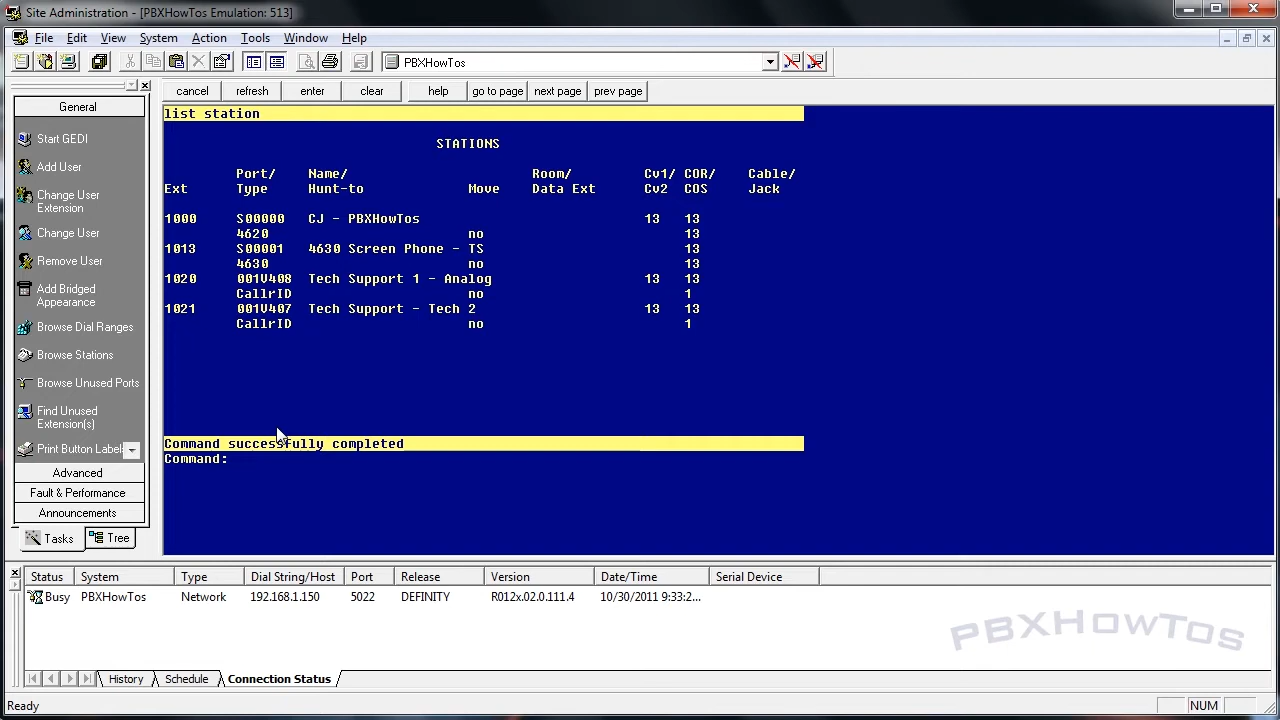 Site Administration - [PBXHowTos Emulation: 513]
File Edit View System Action Tools Window Help
PBXHowTos
cancel refresh enter clear help go to page next page prev page
General
Start GEDI
Add User
Change User
Extension
Change User
Remove User
Add Bridged
Appearance
Browse Dial Ranges
Browse Stations
Browse Unused Ports
Find Unused
Extension(s)
Print Button Labels
Advanced
Fault & Performance
Announcements
Tasks Tree
list station
STATIONS
Port/ Name/ Room/ Cv1/ COR/ Cable/
Ext Type Hunt-to Move Data Ext Cv2 COS Jack
1000 S00000 CJ - PBXHowTos 13 13
4620 no 13
1013 S00001 4630 Screen Phone - TS 13
4630 no 13
1020 001V408 Tech Support 1 - Analog 13 13
CallrID no 1
1021 001V407 Tech Support - Tech 2 13 13
CallrID no 1
Command successfully completed
Command:
Status System Type Dial String/Host Port Release Version Date/Time Serial Device
Busy PBXHowTos Network 192.168.1.150 5022 DEFINITY R012x.02.0.111.4 10/30/2011 9:33:2...
PBXHowTos
History Schedule Connection Status
Ready NUM